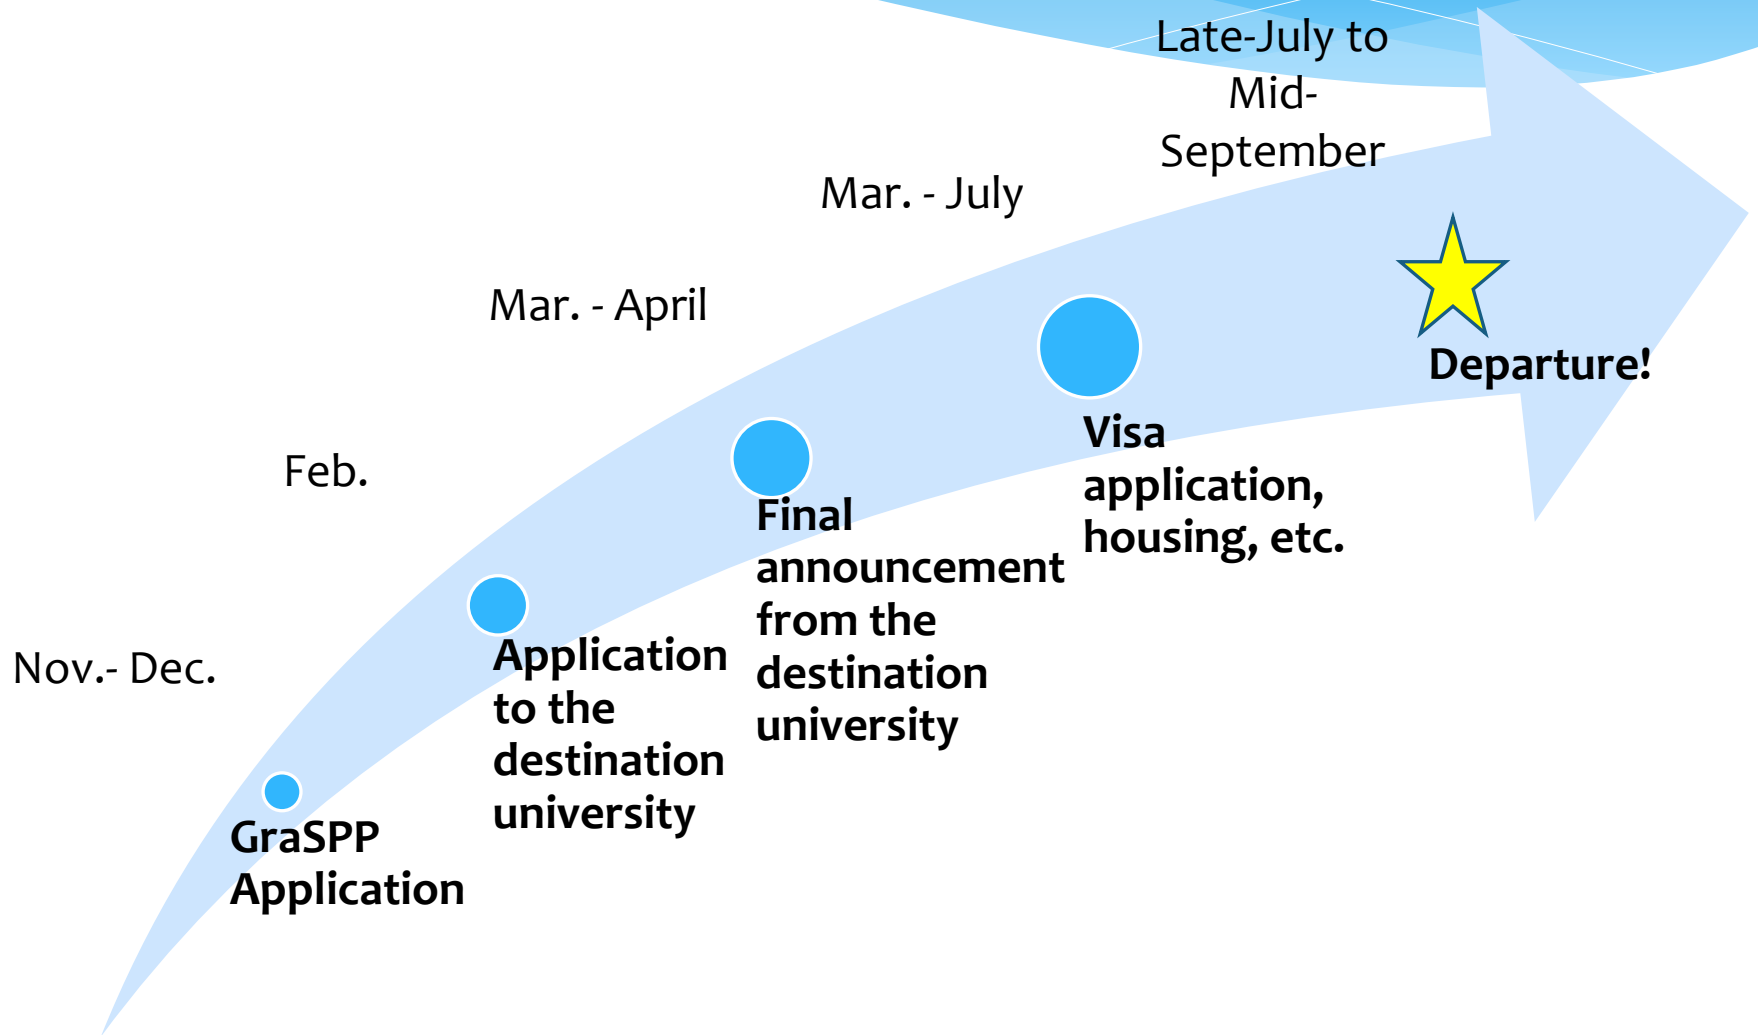 Nov.- Dec.
GraSPP
Application
Feb.
Application
to the
destination
university
Mar. - April
Final
announcement
from the
destination
university
Mar. - July
Visa
application,
housing, etc.
Late-July to
Mid-
September
Departure!